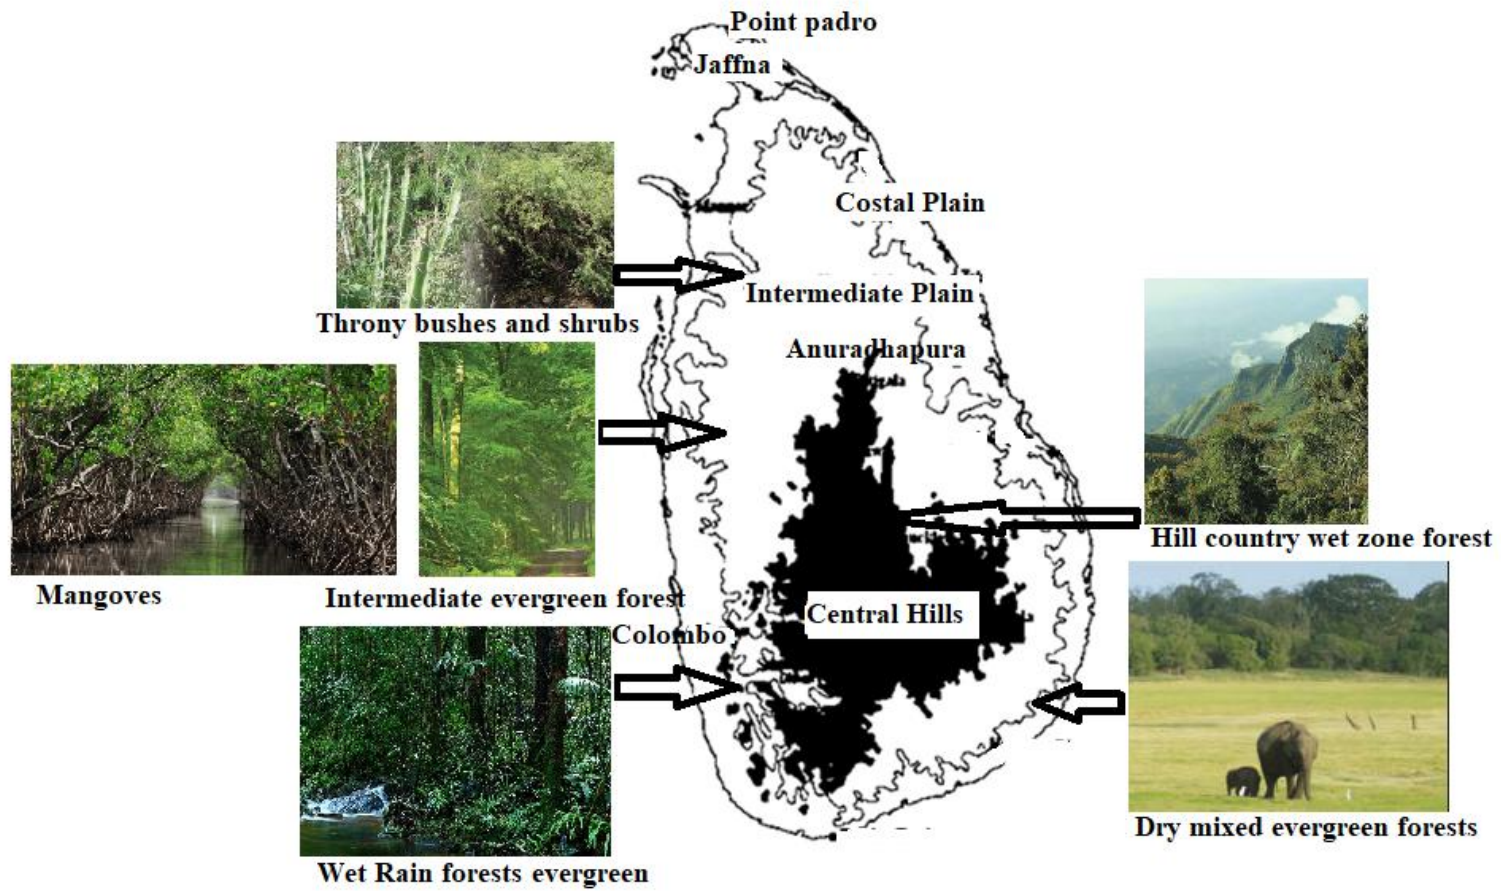 Point padro
Jaffna
Costal Plain
Intermediate Plain
Throny bushes and shrubs
Anuradhapura
Hill country wet zone forest
Mangoves
Intermediate evergreen forest
Central Hills
Colombo
Dry mixed evergreen forests
Wet Rain forests evergreen